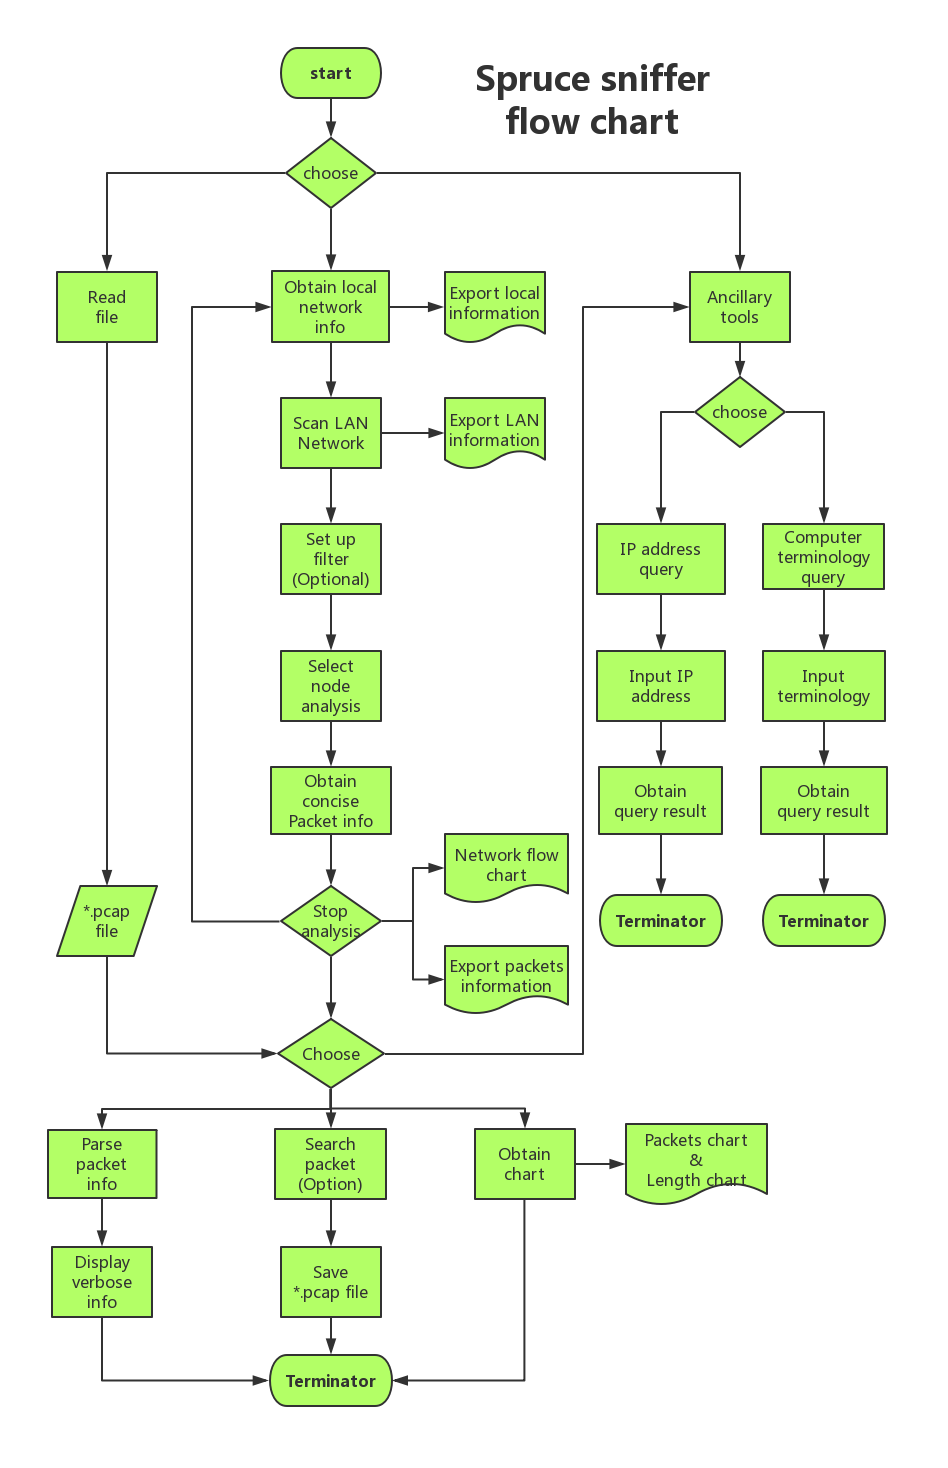 Spruce sniffer
flow chart
start
choose
Read
file
Obtain local
network
info
Export local
information
Ancillary
tools
choose
Scan LAN
Network
Export LAN
information
Set up
filter
(Optional)
IP address
query
Computer
terminology
query
Select
node
analysis
Input IP
address
Input
terminology
Obtain
concise
Packet info
Obtain
query result
Obtain
query result
Network flow
chart
*.pcap
file
Stop
analysis
Terminator
Terminator
Export packets
information
Choose
Parse
packet
info
Search
packet
(Option)
Obtain
chart
Packets chart
&
Length chart
Display
verbose
info
Save
*.pcap file
Terminator